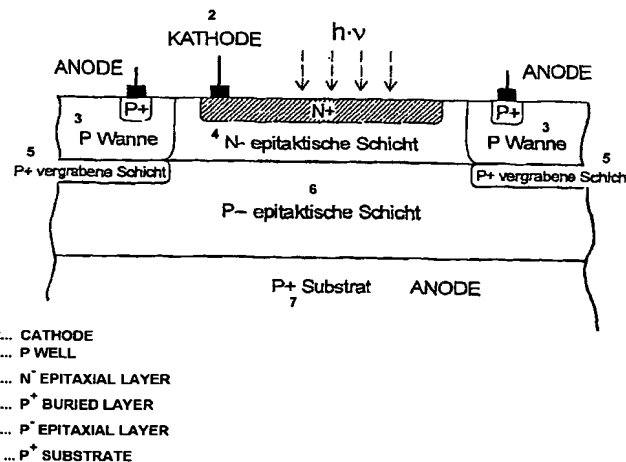 2
KATHODE
h·ν
ANODE
ANODE
P+
N+
P+
3
P Wanne
4
N- epitaktische Schicht
3
P Wanne
5
P+ vergrabene Schicht
5
P+ vergrabene Schich
6
P− epitaktische Schicht
P+ Substrat
ANODE
7
... CATHODE
... P WELL
... N⁻ EPITAXIAL LAYER
... P⁺ BURIED LAYER
... P⁻ EPITAXIAL LAYER
... P⁺ SUBSTRATE